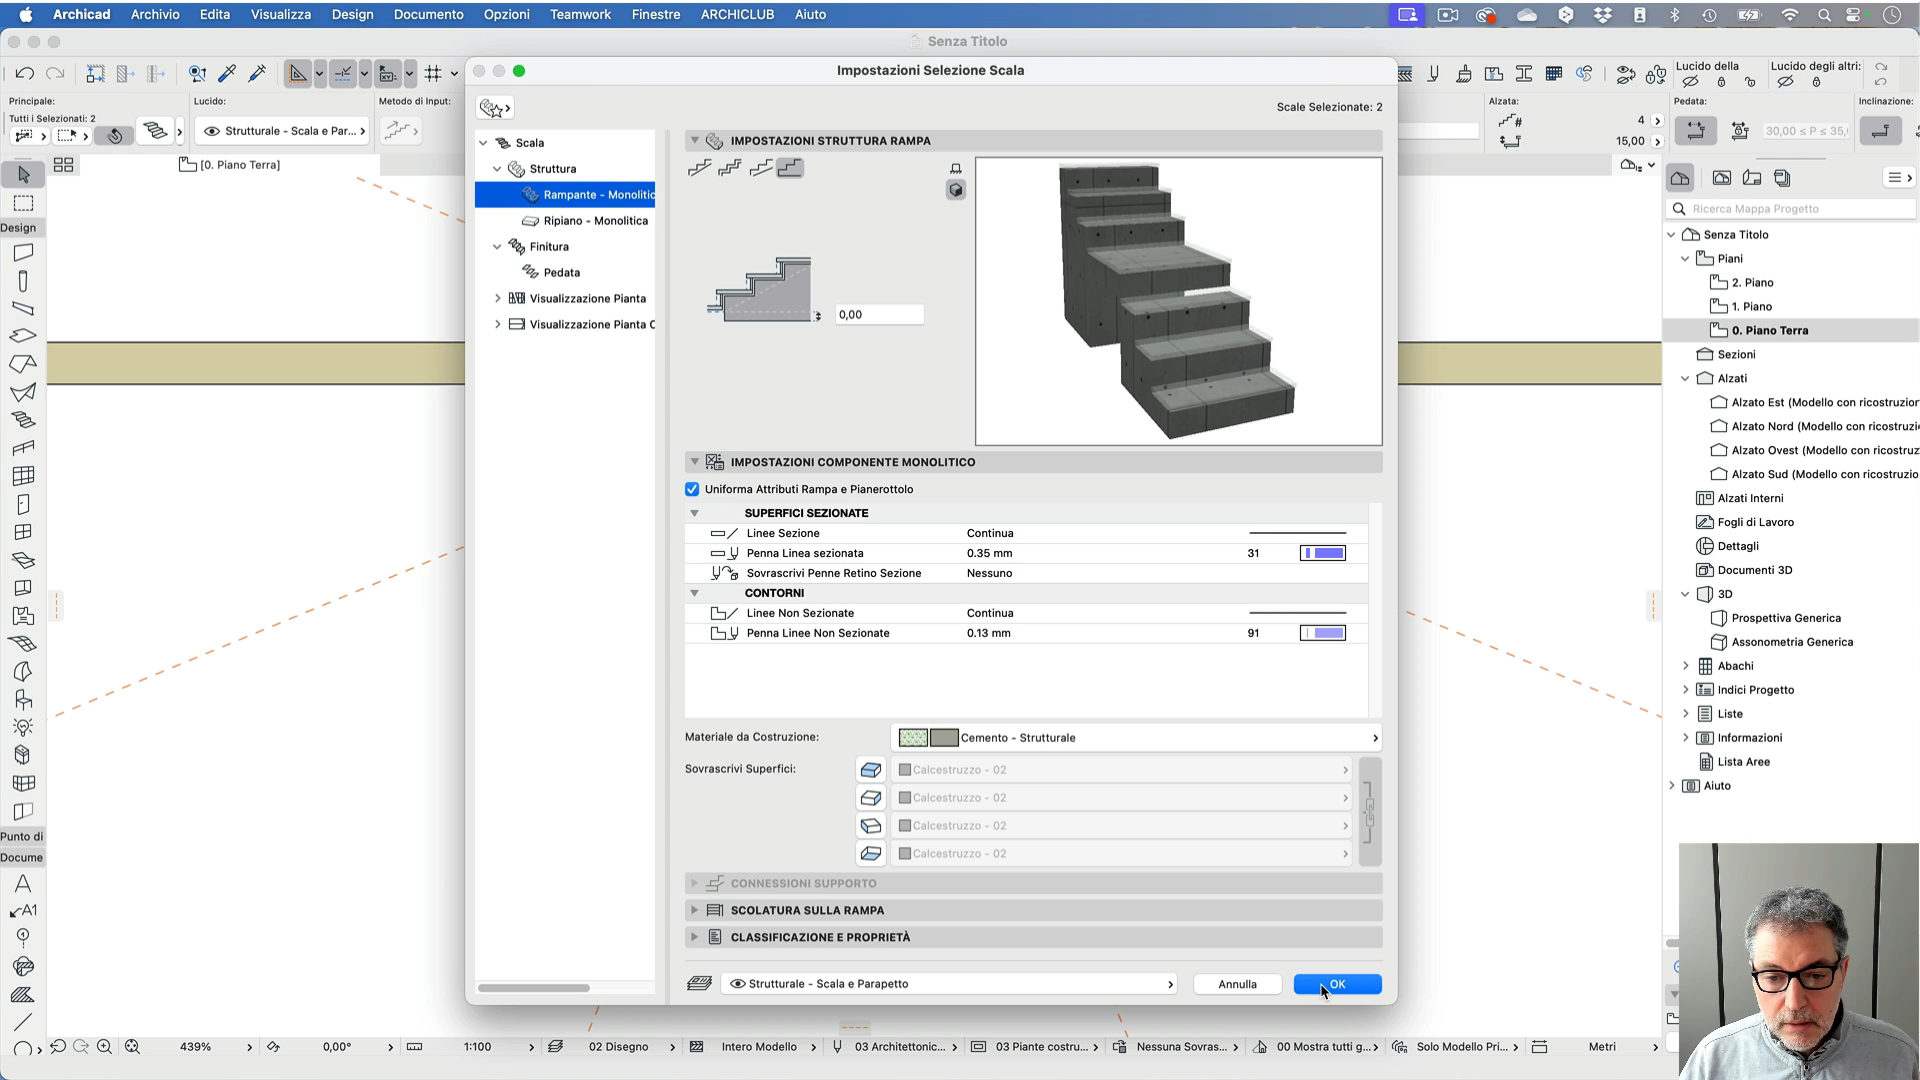 Archicad Archivio Edita Visualizza Design Documento Opzioni Teamwork Finestre ARCHICLUB Aiuto
Senza Titolo
Impostazioni Selezione Scala
Principale:
Tutti i Selezionati: 2
Lucido:
Strutturale - Scala e Par...
Metodo di Input:
Lucido della
Lucido degli altri:
Alzata:
4
15,00
Pedata:
30,00 ≤ P ≤ 35,
Inclinazione:
[0. Piano Terra]
Scale Selezionate: 2
Scala
Struttura
Rampante - Monolitic
Ripiano - Monolitica
Finitura
Pedata
Visualizzazione Pianta
Visualizzazione Pianta C
IMPOSTAZIONI STRUTTURA RAMPA
0,00
IMPOSTAZIONI COMPONENTE MONOLITICO
Uniforma Attributi Rampa e Pianerottolo
SUPERFICI SEZIONATE
Linee Sezione Continua
Penna Linea sezionata 0.35 mm 31
Sovrascrivi Penne Retino Sezione Nessuno
CONTORNI
Linee Non Sezionate Continua
Penna Linee Non Sezionate 0.13 mm 91
Materiale da Costruzione: Cemento - Strutturale
Sovrascrivi Superfici: Calcestruzzo - 02
Calcestruzzo - 02
Calcestruzzo - 02
Calcestruzzo - 02
CONNESSIONI SUPPORTO
SCOLATURA SULLA RAMPA
CLASSIFICAZIONE E PROPRIETÀ
Strutturale - Scala e Parapetto
Annulla
OK
Design
Punto di
Docume
A
A1
Ricerca Mappa Progetto
Senza Titolo
Piani
2. Piano
1. Piano
0. Piano Terra
Sezioni
Alzati
Alzato Est (Modello con ricostruzior
Alzato Nord (Modello con ricostruzi
Alzato Ovest (Modello con ricostruz
Alzato Sud (Modello con ricostruzio
Alzati Interni
Fogli di Lavoro
Dettagli
Documenti 3D
3D
Prospettiva Generica
Assonometria Generica
Abachi
Indici Progetto
Liste
Informazioni
Lista Aree
Aiuto
439% 0,00° 1:100 02 Disegno Intero Modello 03 Architettonic... 03 Piante costru... Nessuna Sovras... 00 Mostra tutti g... Solo Modello Pri... Metri